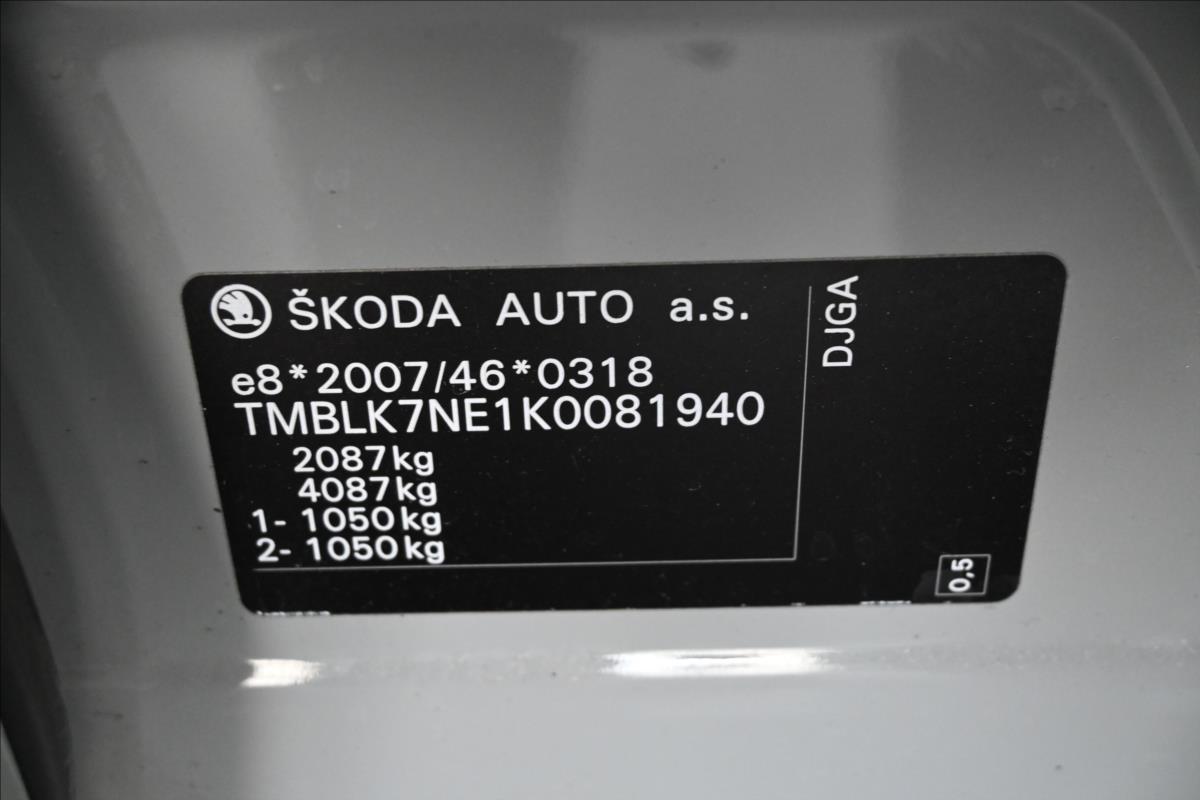 ŠKODA AUTO a.s.
e8*2007/46*0318
TMBLK7NE1K0081940
2087kg
4087kg
1- 1050kg
2- 1050kg
DJGA
0,5